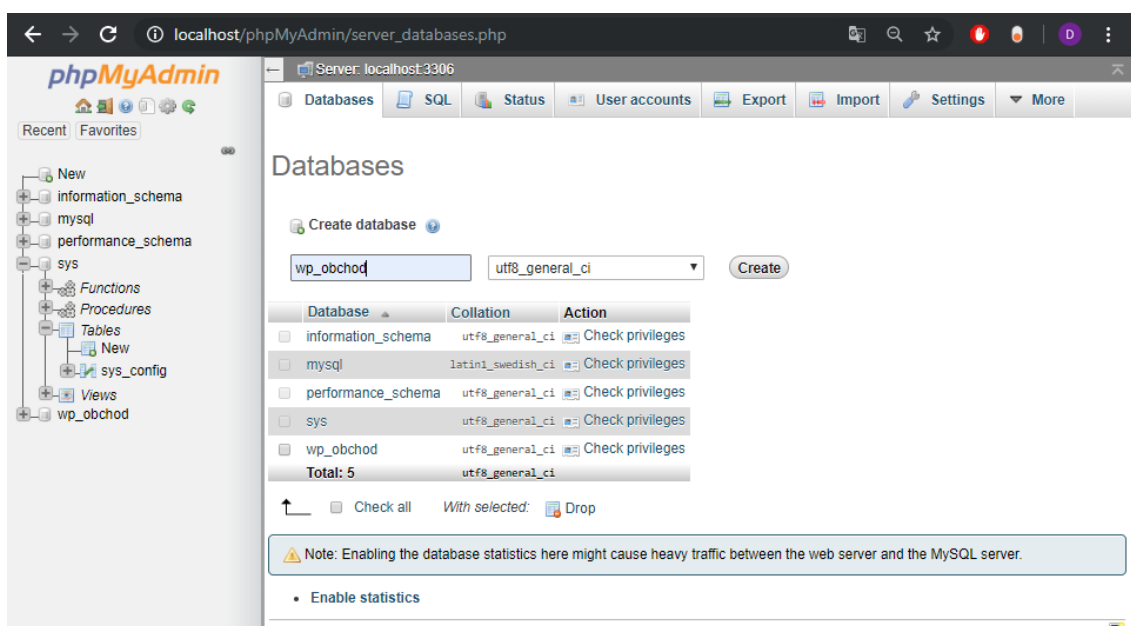 localhost/phpMyAdmin/server_databases.php
D
phpMyAdmin
Recent Favorites
New
information_schema
mysql
performance_schema
sys
Functions
Procedures
Tables
New
sys_config
Views
wp_obchod
Server: localhost:3306
Databases SQL Status User accounts Export Import Settings More
Databases
Create database
wp_obchod utf8_general_ci Create
Database Collation Action
information_schema utf8_general_ci Check privileges
mysql latin1_swedish_ci Check privileges
performance_schema utf8_general_ci Check privileges
sys utf8_general_ci Check privileges
wp_obchod utf8_general_ci Check privileges
Total: 5 utf8_general_ci
Check all With selected: Drop
Note: Enabling the database statistics here might cause heavy traffic between the web server and the MySQL server.
Enable statistics